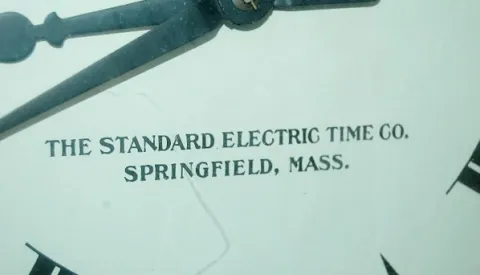 THE STANDARD ELECTRIC TIME CO.
SPRINGFIELD, MASS.